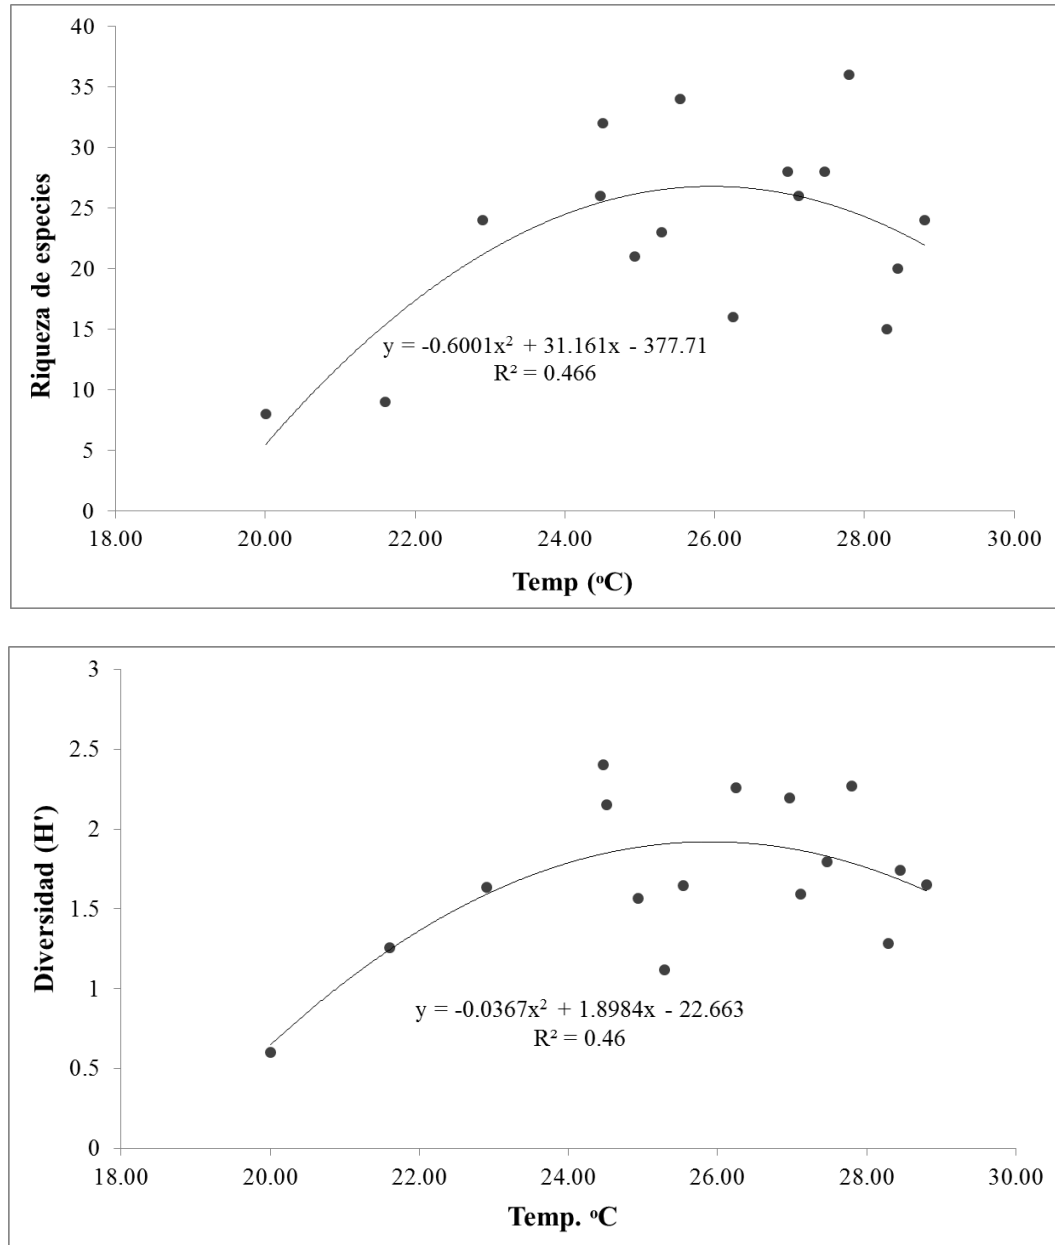 40
35
30
25
20
15
10
5
0
Riqueza de especies
y = -0.6001x² + 31.161x - 377.71
R² = 0.466
18.00 20.00 22.00 24.00 26.00 28.00 30.00
Temp (ºC)
3
2.5
2
1.5
1
0.5
0
Diversidad (H')
y = -0.0367x² + 1.8984x - 22.663
R² = 0.46
18.00 20.00 22.00 24.00 26.00 28.00 30.00
Temp. ºC